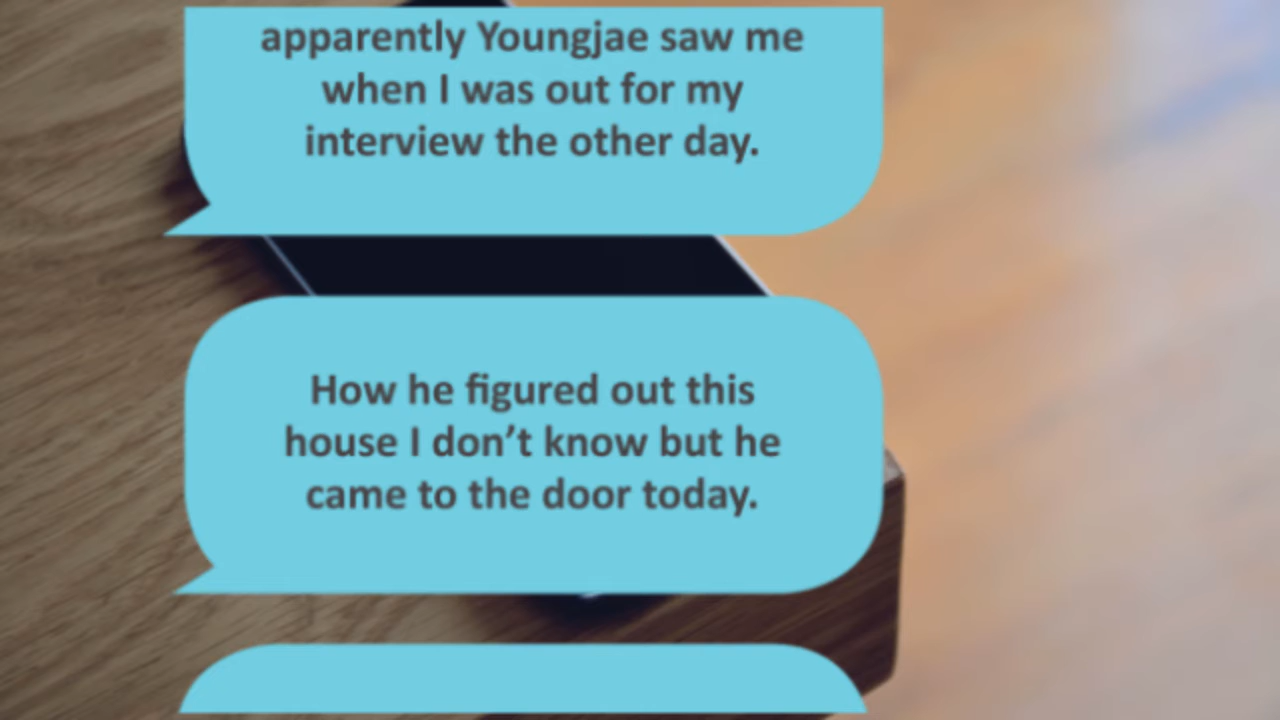 apparently Youngjae saw me
when I was out for my
interview the other day.
How he figured out this
house I don’t know but he
came to the door today.